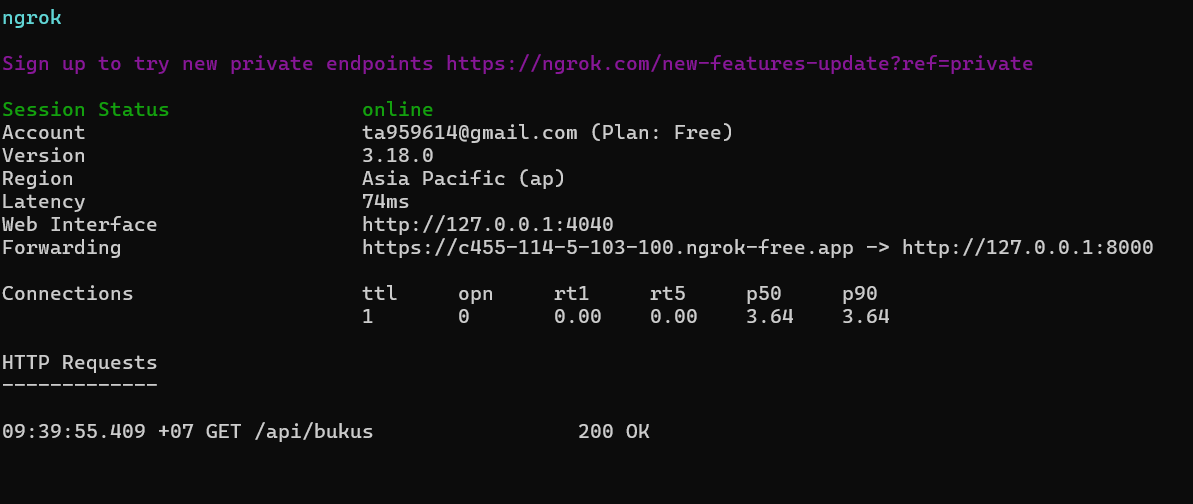 ngrok
Sign up to try new private endpoints https://ngrok.com/new-features-update?ref=private
Session Status online
Account ta959614@gmail.com (Plan: Free)
Version 3.18.0
Region Asia Pacific (ap)
Latency 74ms
Web Interface http://127.0.0.1:4040
Forwarding https://c455-114-5-103-100.ngrok-free.app -> http://127.0.0.1:8000
Connections ttl opn rt1 rt5 p50 p90
1 0 0.00 0.00 3.64 3.64
HTTP Requests
-------------
09:39:55.409 +07 GET /api/bukus 200 OK